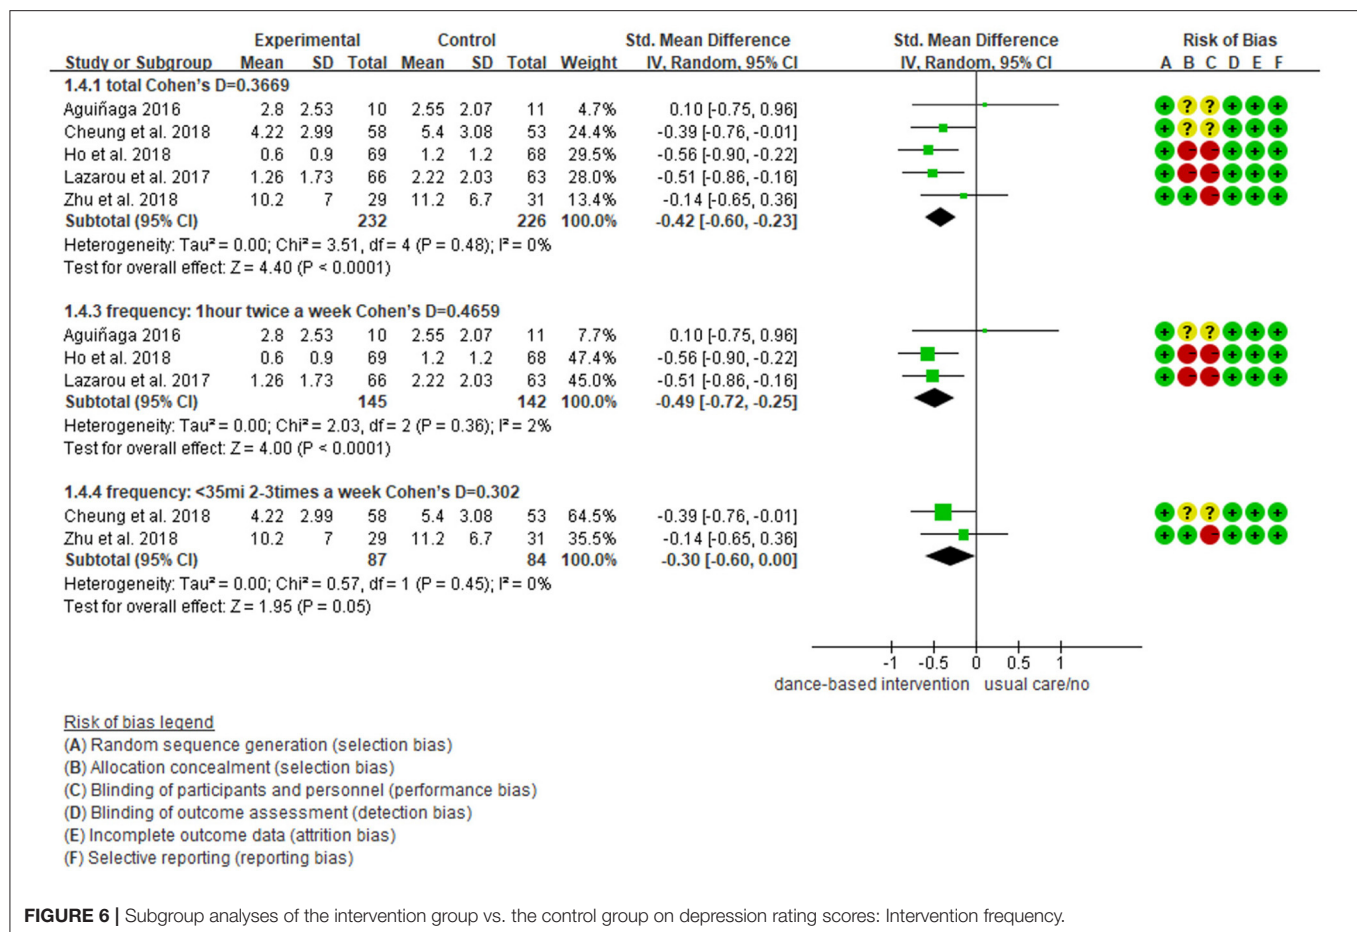 Experimental Control Std. Mean Difference Std. Mean Difference Risk of Bias
Study or Subgroup Mean SD Total Mean SD Total Weight IV, Random, 95% CI IV, Random, 95% CI A B C D E F
1.4.1 total Cohen's D=0.3669
Aguiñaga 2016 2.8 2.53 10 2.55 2.07 11 4.7% 0.10 [-0.75, 0.96] + ? ? + + +
Cheung et al. 2018 4.22 2.99 58 5.4 3.08 53 24.4% -0.39 [-0.76, -0.01] + ? ? + + +
Ho et al. 2018 0.6 0.9 69 1.2 1.2 68 29.5% -0.56 [-0.90, -0.22] + - - + + +
Lazarou et al. 2017 1.26 1.73 66 2.22 2.03 63 28.0% -0.51 [-0.86, -0.16] + - - + + +
Zhu et al. 2018 10.2 7 29 11.2 6.7 31 13.4% -0.14 [-0.65, 0.36] + + - + + +
Subtotal (95% CI) 232 226 100.0% -0.42 [-0.60, -0.23]
Heterogeneity: Tau² = 0.00; Chi² = 3.51, df = 4 (P = 0.48); I² = 0%
Test for overall effect: Z = 4.40 (P < 0.0001)
1.4.3 frequency: 1hour twice a week Cohen's D=0.4659
Aguiñaga 2016 2.8 2.53 10 2.55 2.07 11 7.7% 0.10 [-0.75, 0.96] + ? ? + + +
Ho et al. 2018 0.6 0.9 69 1.2 1.2 68 47.4% -0.56 [-0.90, -0.22] + - - + + +
Lazarou et al. 2017 1.26 1.73 66 2.22 2.03 63 45.0% -0.51 [-0.86, -0.16] + - - + + +
Subtotal (95% CI) 145 142 100.0% -0.49 [-0.72, -0.25]
Heterogeneity: Tau² = 0.00; Chi² = 2.03, df = 2 (P = 0.36); I² = 2%
Test for overall effect: Z = 4.00 (P < 0.0001)
1.4.4 frequency: <35mi 2-3times a week Cohen's D=0.302
Cheung et al. 2018 4.22 2.99 58 5.4 3.08 53 64.5% -0.39 [-0.76, -0.01] + ? ? + + +
Zhu et al. 2018 10.2 7 29 11.2 6.7 31 35.5% -0.14 [-0.65, 0.36] + + - + + +
Subtotal (95% CI) 87 84 100.0% -0.30 [-0.60, 0.00]
Heterogeneity: Tau² = 0.00; Chi² = 0.57, df = 1 (P = 0.45); I² = 0%
Test for overall effect: Z = 1.95 (P = 0.05)
-1 -0.5 0 0.5 1
dance-based intervention usual care/no
Risk of bias legend
(A) Random sequence generation (selection bias)
(B) Allocation concealment (selection bias)
(C) Blinding of participants and personnel (performance bias)
(D) Blinding of outcome assessment (detection bias)
(E) Incomplete outcome data (attrition bias)
(F) Selective reporting (reporting bias)
FIGURE 6 | Subgroup analyses of the intervention group vs. the control group on depression rating scores: Intervention frequency.